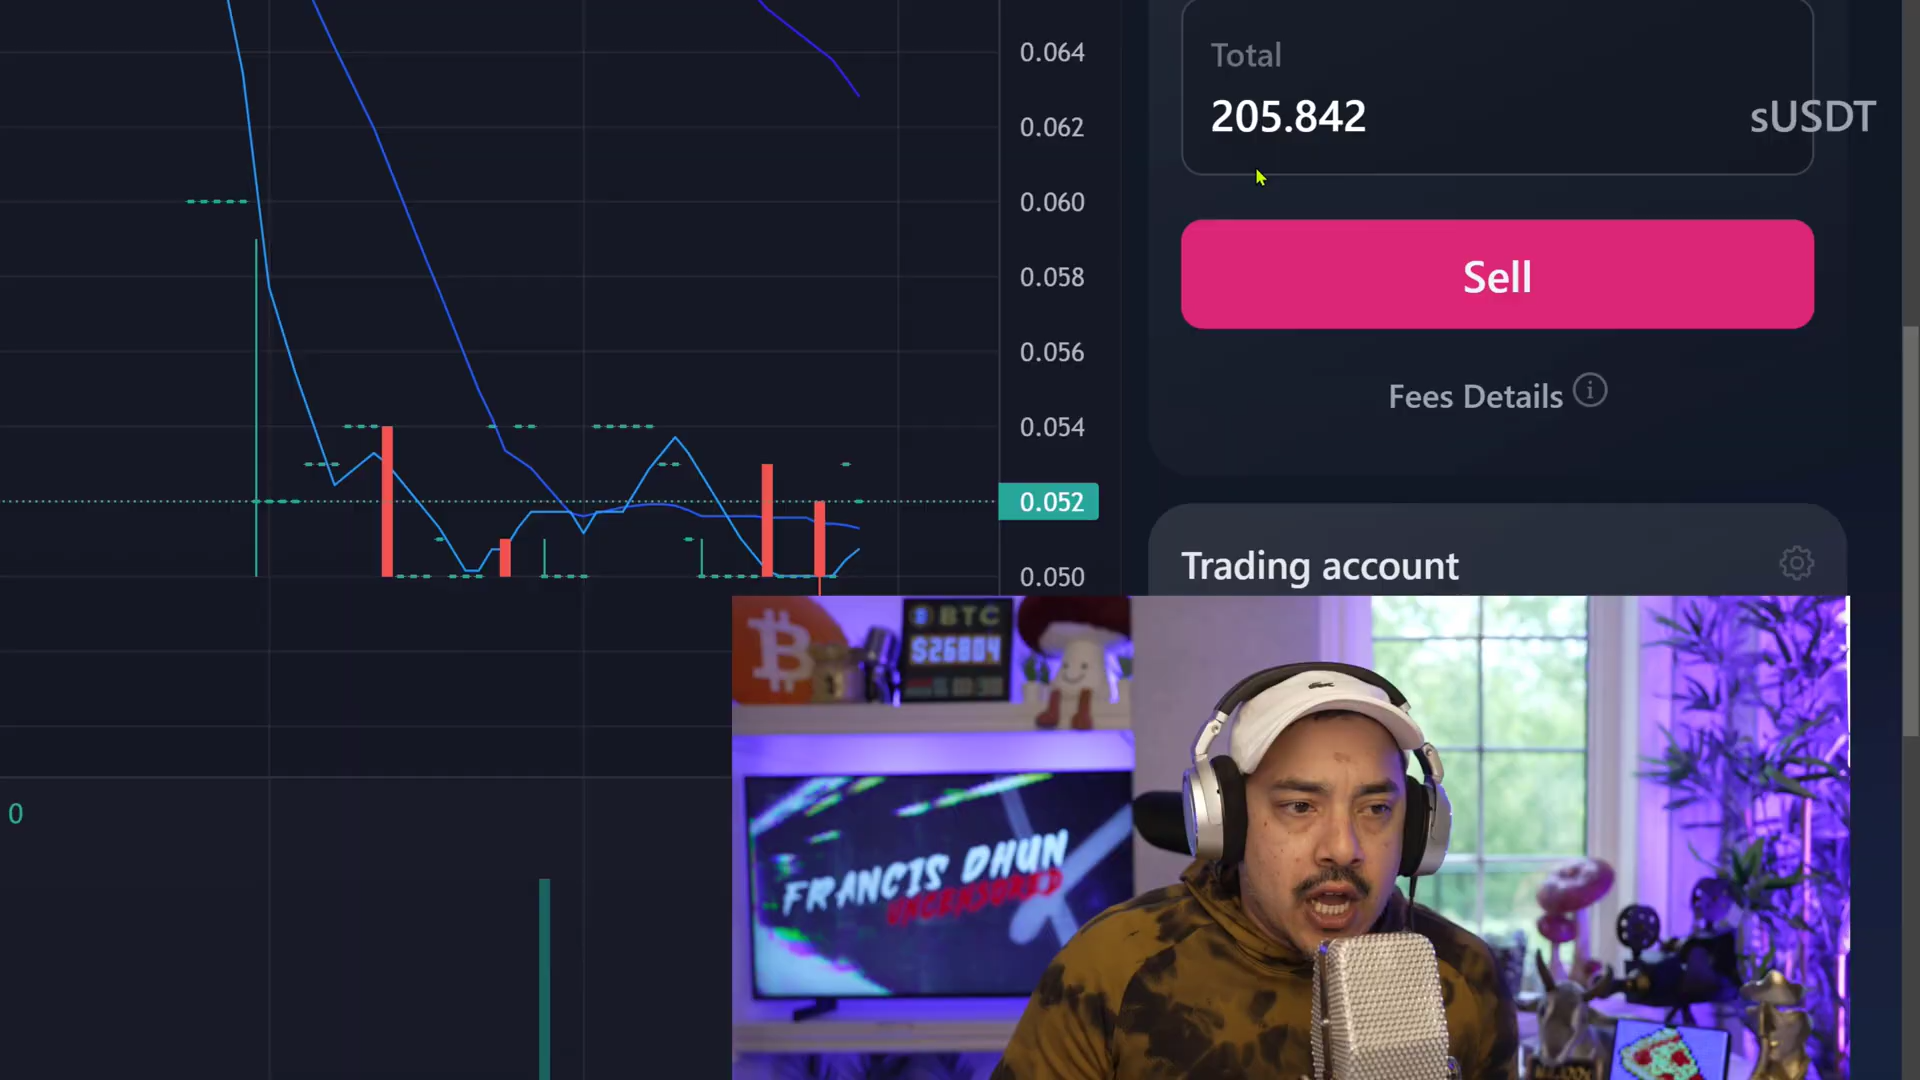 0.064
0.062
0.060
0.058
0.056
0.054
0.052
0.050
0
Total
205.842
sUSDT
Sell
Fees Details
Trading account
BTC
$26804
FRANCIS DHUN
UNCENSORED